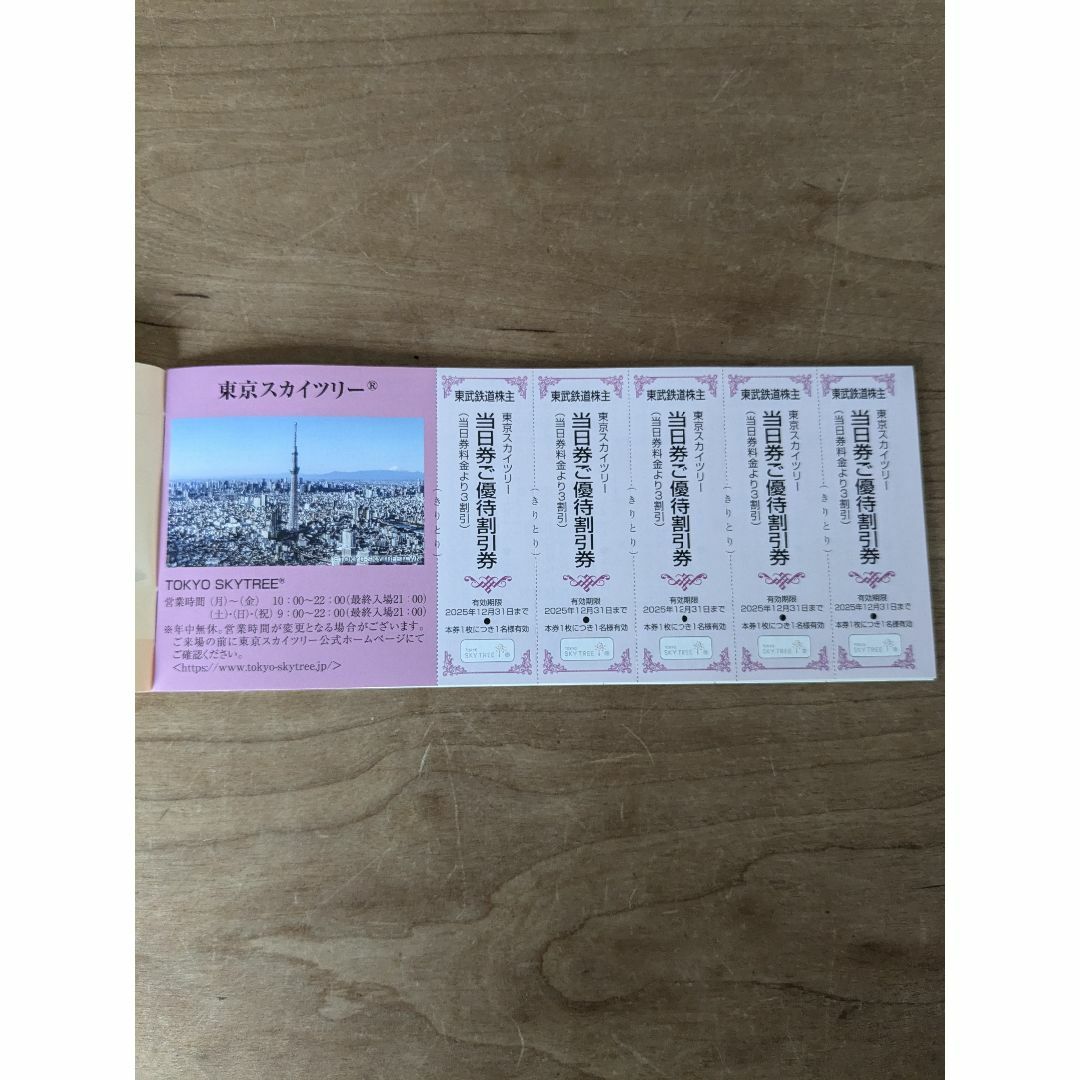 東京スカイツリー®
TOKYO SKYTREE TOWN
TOKYO SKYTREE®
営業時間 (月)~(金) 10:00~22:00(最終入場21:00)
(土)・(日)・(祝) 9:00~22:00(最終入場21:00)
※年中無休。営業時間が変更となる場合がございます。
ご来場の前に東京スカイツリー公式ホームページにて
ご確認ください。
<https://www.tokyo-skytree.jp/>
(きりとり)
東武鉄道株主
東京スカイツリー
当日券ご優待割引券
(当日券料金より3割引)
有効期限
2025年12月31日まで
本券1枚につき1名様有効
TOKYO
SKYTREE
東武鉄道株主
東京スカイツリー
当日券ご優待割引券
(当日券料金より3割引)
有効期限
2025年12月31日まで
本券1枚につき1名様有効
TOKYO
SKYTREE
(きりとり)
東武鉄道株主
東京スカイツリー
当日券ご優待割引券
(当日券料金より3割引)
有効期限
2025年12月31日まで
本券1枚につき1名様有効
TOKYO
SKYTREE
(きりとり)
東武鉄道株主
東京スカイツリー
当日券ご優待割引券
(当日券料金より3割引)
有効期限
2025年12月31日まで
本券1枚につき1名様有効
TOKYO
SKYTREE
(きりとり)
東武鉄道株主
東京スカイツリー
当日券ご優待割引券
(当日券料金より3割引)
有効期限
2025年12月31日まで
本券1枚につき1名様有効
TOKYO
SKYTREE
(きりとり)